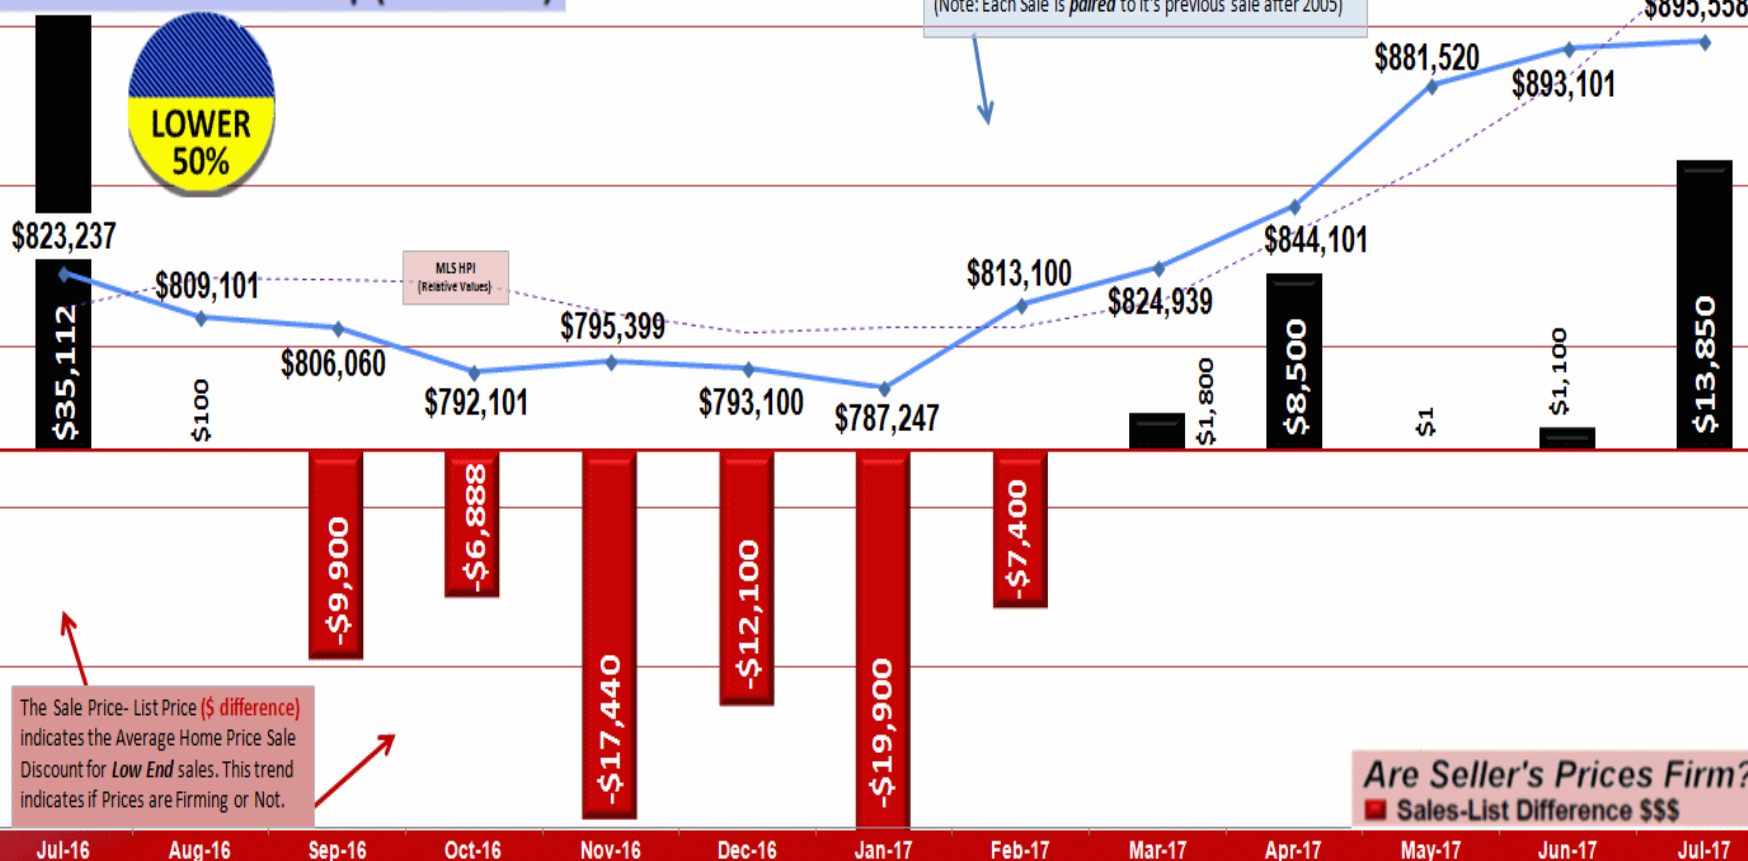 (Note: Each Sale is paired to it's previous sale after 2005)
$895,558
LOWER
50%
$881,520
$893,101
$823,237
$809,101
MLS HPI
(Relative Values)
$795,399
$813,100
$824,939
$844,101
$806,060
$792,101
$793,100
$787,247
$35,112
$100
$1,800
$8,500
$1
$1,100
$13,850
-$9,900
-$6,888
-$17,440
-$12,100
-$19,900
-$7,400
The Sale Price- List Price ($ difference)
indicates the Average Home Price Sale
Discount for Low End sales. This trend
indicates if Prices are Firming or Not.
Are Seller's Prices Firm?
Sales-List Difference $$$
Jul-16 Aug-16 Sep-16 Oct-16 Nov-16 Dec-16 Jan-17 Feb-17 Mar-17 Apr-17 May-17 Jun-17 Jul-17